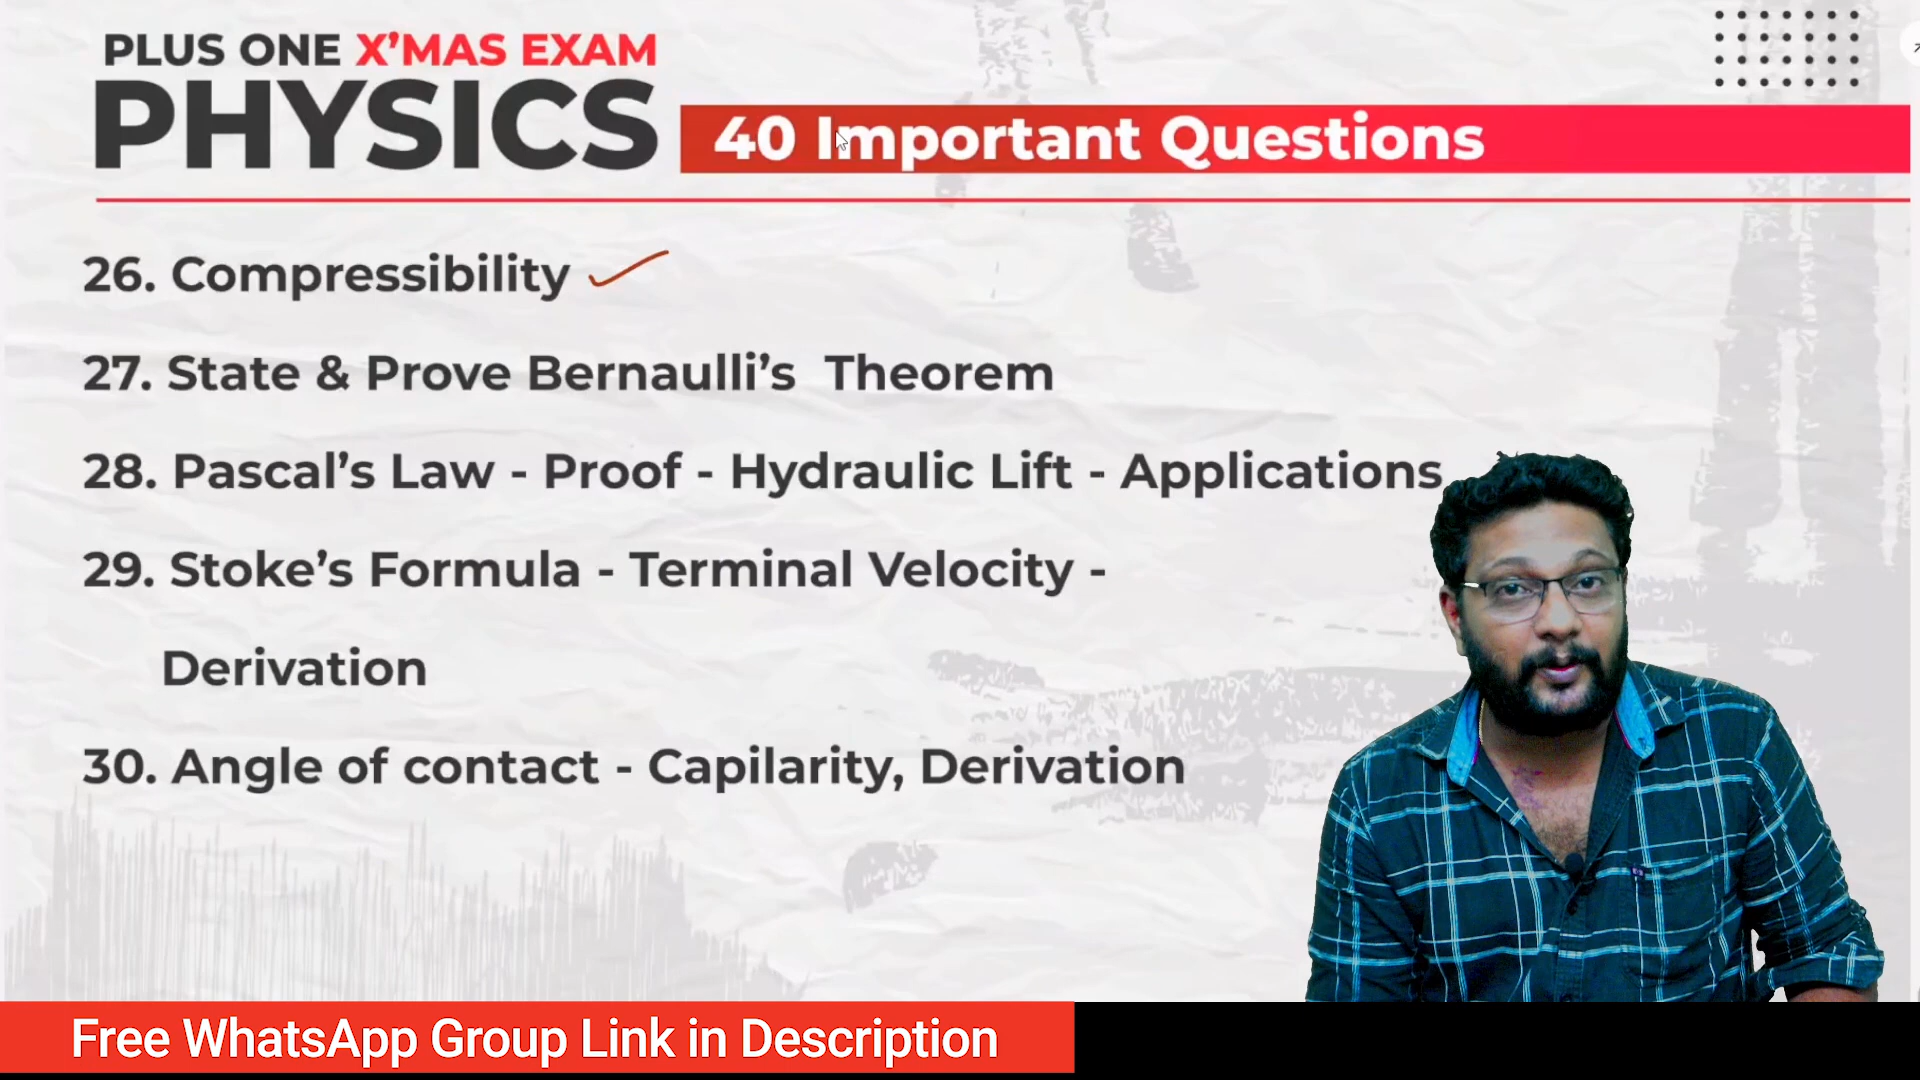 PLUS ONE X'MAS EXAM
PHYSICS
40 Important Questions
26. Compressibility
27. State & Prove Bernaulli's Theorem
28. Pascal's Law - Proof - Hydraulic Lift - Applications
29. Stoke's Formula - Terminal Velocity -
Derivation
30. Angle of contact - Capilarity, Derivation
Free WhatsApp Group Link in Description